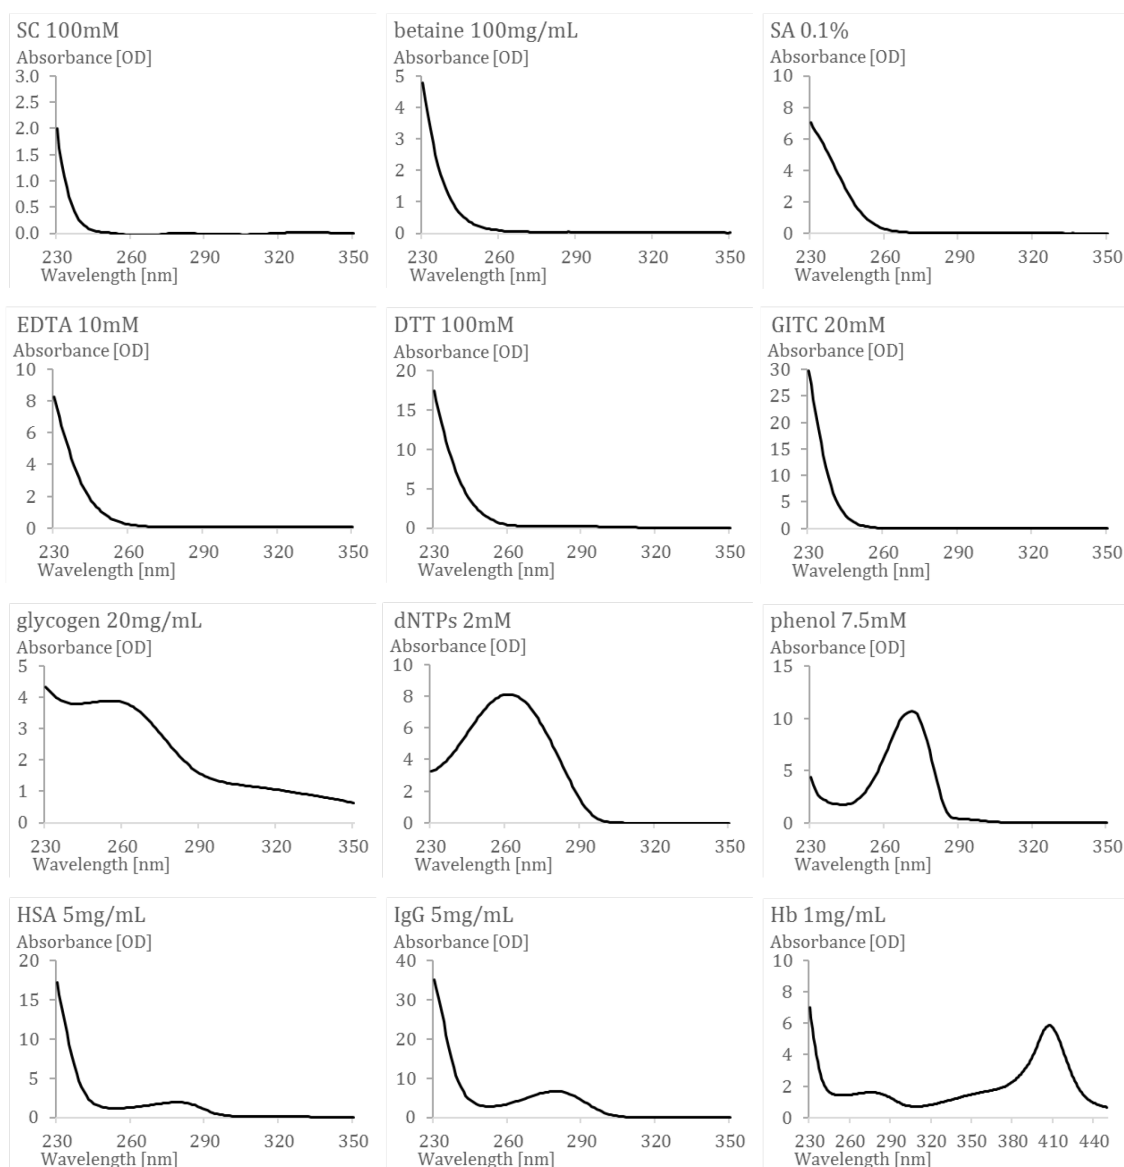 SC 100mM
Absorbance [OD]
3.0
2.5
2.0
1.5
1.0
0.5
0.0
230 260 290 320 350
Wavelength [nm]
betaine 100mg/mL
Absorbance [OD]
5
4
3
2
1
0
230 260 290 320 350
Wavelength [nm]
SA 0.1%
Absorbance [OD]
10
8
6
4
2
0
230 260 290 320 350
Wavelength [nm]
EDTA 10mM
Absorbance [OD]
10
8
6
4
2
0
230 260 290 320 350
Wavelength [nm]
DTT 100mM
Absorbance [OD]
20
15
10
5
0
230 260 290 320 350
Wavelength [nm]
GITC 20mM
Absorbance [OD]
30
25
20
15
10
5
0
230 260 290 320 350
Wavelength [nm]
glycogen 20mg/mL
Absorbance [OD]
5
4
3
2
1
0
230 260 290 320 350
Wavelength [nm]
dNTPs 2mM
Absorbance [OD]
10
8
6
4
2
0
230 260 290 320 350
Wavelength [nm]
phenol 7.5mM
Absorbance [OD]
15
10
5
0
230 260 290 320 350
Wavelength [nm]
HSA 5mg/mL
Absorbance [OD]
20
15
10
5
0
230 260 290 320 350
Wavelength [nm]
IgG 5mg/mL
Absorbance [OD]
40
30
20
10
0
230 260 290 320 350
Wavelength [nm]
Hb 1mg/mL
Absorbance [OD]
10
8
6
4
2
0
230 260 290 320 350 380 410 440
Wavelength [nm]